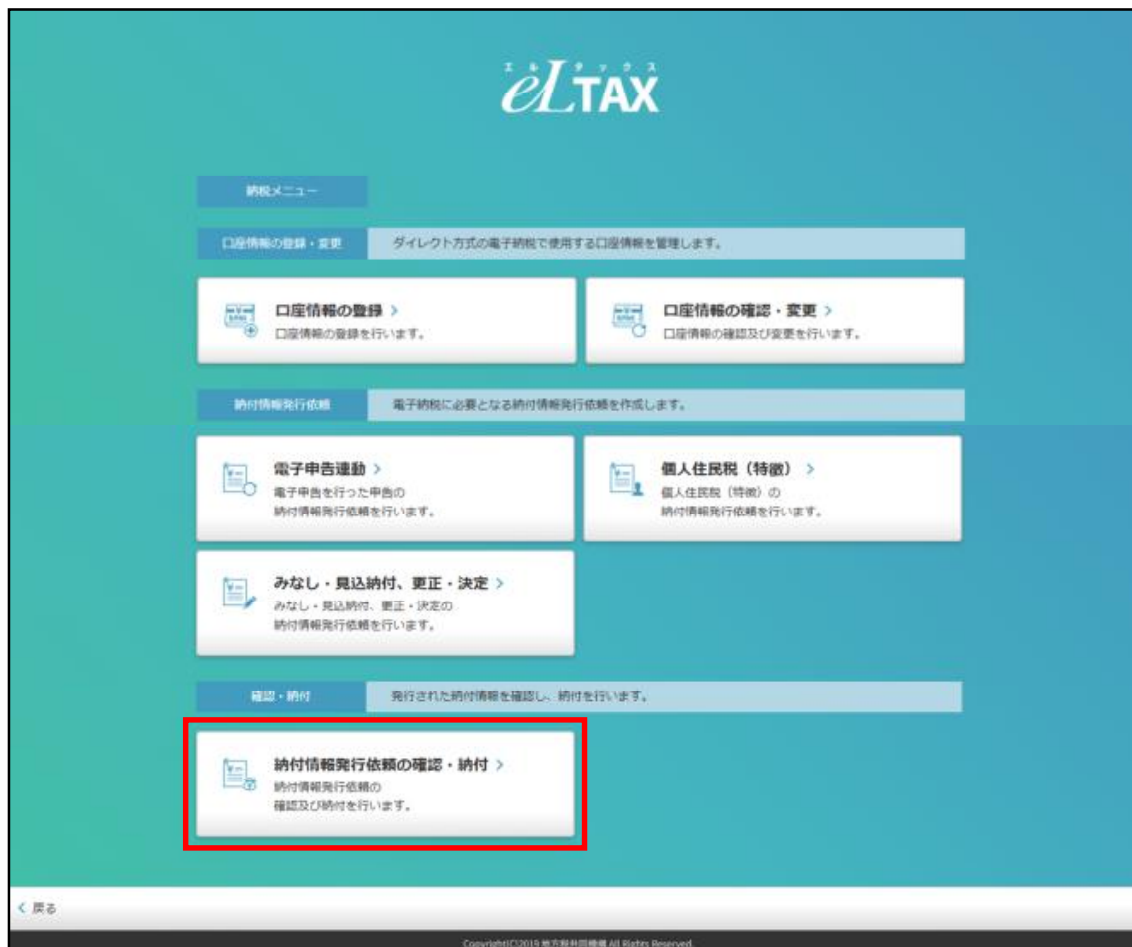 エルタックス
eLTAX
納税メニュー
口座情報の登録・変更
ダイレクト方式の電子納税で使用する口座情報を管理します。
口座情報の登録 >
口座情報の登録を行います。
口座情報の確認・変更 >
口座情報の確認及び変更を行います。
納付情報発行依頼
電子納税に必要となる納付情報発行依頼を作成します。
電子申告連動 >
電子申告を行った申告の
納付情報発行依頼を行います。
個人住民税（特徴） >
個人住民税（特徴）の
納付情報発行依頼を行います。
みなし・見込納付、更正・決定 >
みなし・見込納付、更正・決定の
納付情報発行依頼を行います。
確認・納付
発行された納付情報を確認し、納付を行います。
納付情報発行依頼の確認・納付 >
納付情報発行依頼の
確認及び納付を行います。
< 戻る
Copyright(C)2019 地方税共同機構 All Rights Reserved.